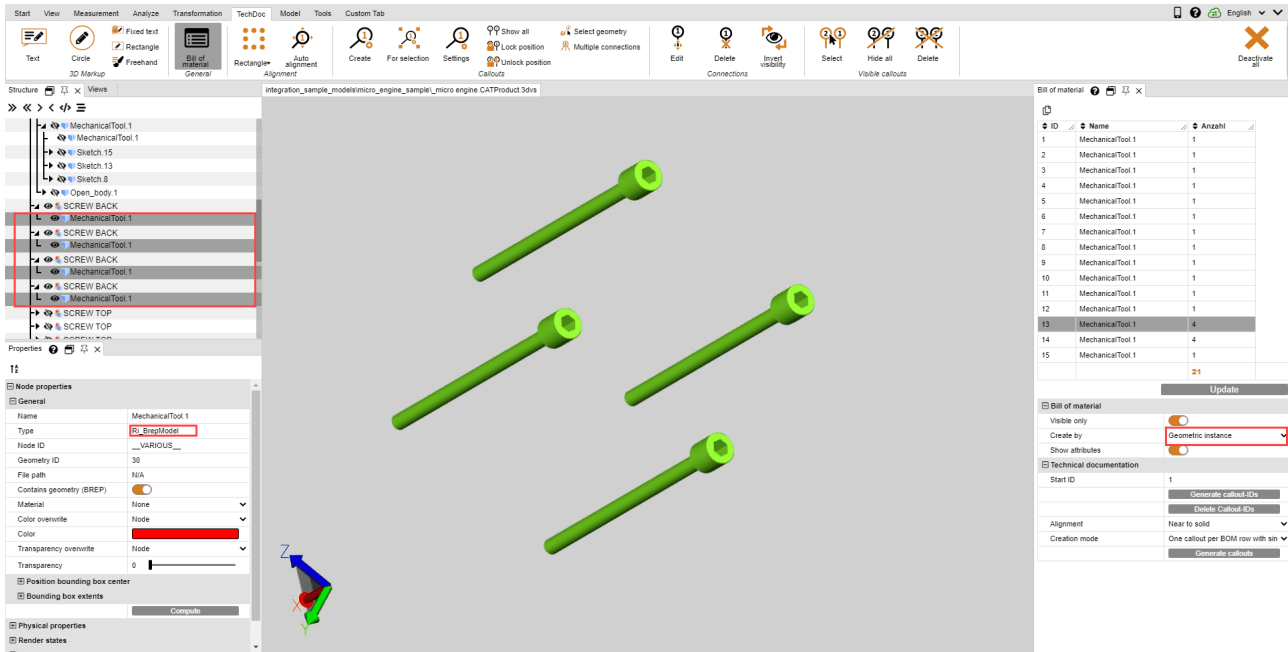 Start View Measurement Analyze Transformation TechDoc Model Tools Custom Tab English
Text
Circle
Fixed text
Rectangle
Freehand
3D Markup
Bill of
material
General
Rectangle
Auto
alignment
Alignment
Create
For selection
Settings
Show all
Lock position
Unlock position
Select geometry
Multiple connections
Callouts
Edit
Delete
Invert
visibility
Connections
Select
Hide all
Delete
Visible callouts
Deactivate
all
Structure Views
MechanicalTool.1
MechanicalTool.1
Sketch.15
Sketch.13
Sketch.8
Open_body.1
SCREW BACK
MechanicalTool.1
SCREW BACK
MechanicalTool.1
SCREW BACK
MechanicalTool.1
SCREW BACK
MechanicalTool.1
SCREW TOP
SCREW TOP
Properties
Node properties
General
Name MechanicalTool.1
Type Ri_BrepModel
Node ID __VARIOUS__
Geometry ID 30
File path N/A
Contains geometry (BREP)
Material None
Color overwrite Node
Color
Transparency overwrite Node
Transparency 0
Position bounding box center
Bounding box extents
Compute
Physical properties
Render states
integration_sample_models\micro_engine_sample\_micro engine.CATProduct.3dvs
Z
X
Y
Bill of material
ID Name Anzahl
1 MechanicalTool.1 1
2 MechanicalTool.1 1
3 MechanicalTool.1 1
4 MechanicalTool.1 1
5 MechanicalTool.1 1
6 MechanicalTool.1 1
7 MechanicalTool.1 1
8 MechanicalTool.1 1
9 MechanicalTool.1 1
10 MechanicalTool.1 1
11 MechanicalTool.1 1
12 MechanicalTool.1 1
13 MechanicalTool.1 4
14 MechanicalTool.1 4
15 MechanicalTool.1 1
21
Update
Bill of material
Visible only
Create by Geometric instance
Show attributes
Technical documentation
Start ID 1
Generate callout-IDs
Delete Callout-IDs
Alignment Near to solid
Creation mode One callout per BOM row with sin
Generate callouts